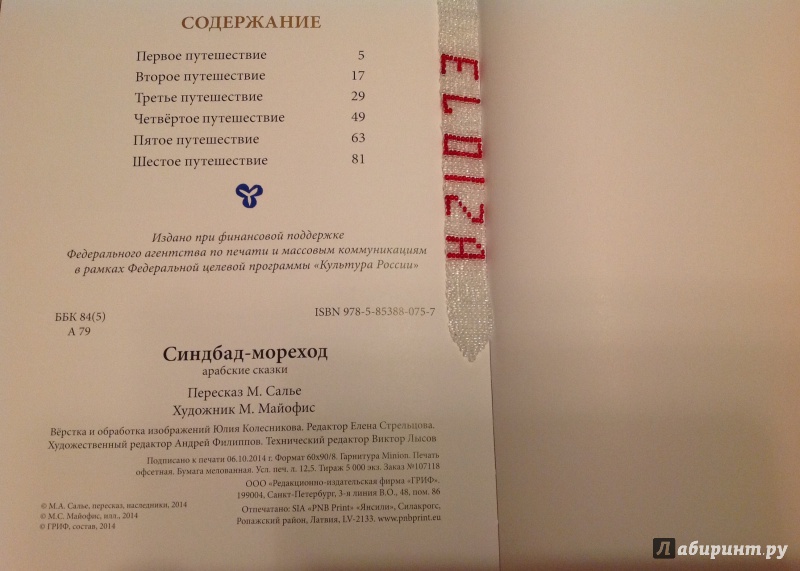 СОДЕРЖАНИЕ
Первое путешествие 5
Второе путешествие 17
Третье путешествие 29
Четвёртое путешествие 49
Пятое путешествие 63
Шестое путешествие 81
Издано при финансовой поддержке
Федерального агентства по печати и массовым коммуникациям
в рамках Федеральной целевой программы «Культура России»
ББК 84(5)
А 79
ISBN 978-5-85388-075-7
Синдбад-мореход
арабские сказки
Пересказ М. Салье
Художник М. Майофис
Вёрстка и обработка изображений Юлия Колесникова. Редактор Елена Стрельцова.
Художественный редактор Андрей Филиппов. Технический редактор Виктор Лысов
Подписано к печати 06.10.2014 г. Формат 60х90/8. Гарнитура Minion. Печать
офсетная. Бумага мелованная. Усл. печ. л. 12,5. Тираж 5 000 экз. Заказ №107118
ООО «Редакционно-издательская фирма «ГРИФ».
199004, Санкт-Петербург, 3-я линия В.О., 48, пом. 86
© М.А. Салье, пересказ, наследники, 2014
© М.С. Майофис, илл., 2014
© ГРИФ, состав, 2014
Отпечатано: SIA «PNB Print» «Янсили», Силакрогс,
Ропажский район, Латвия, LV-2133. www.pnbprint.eu
ELOIZA
Лабиринт.ру